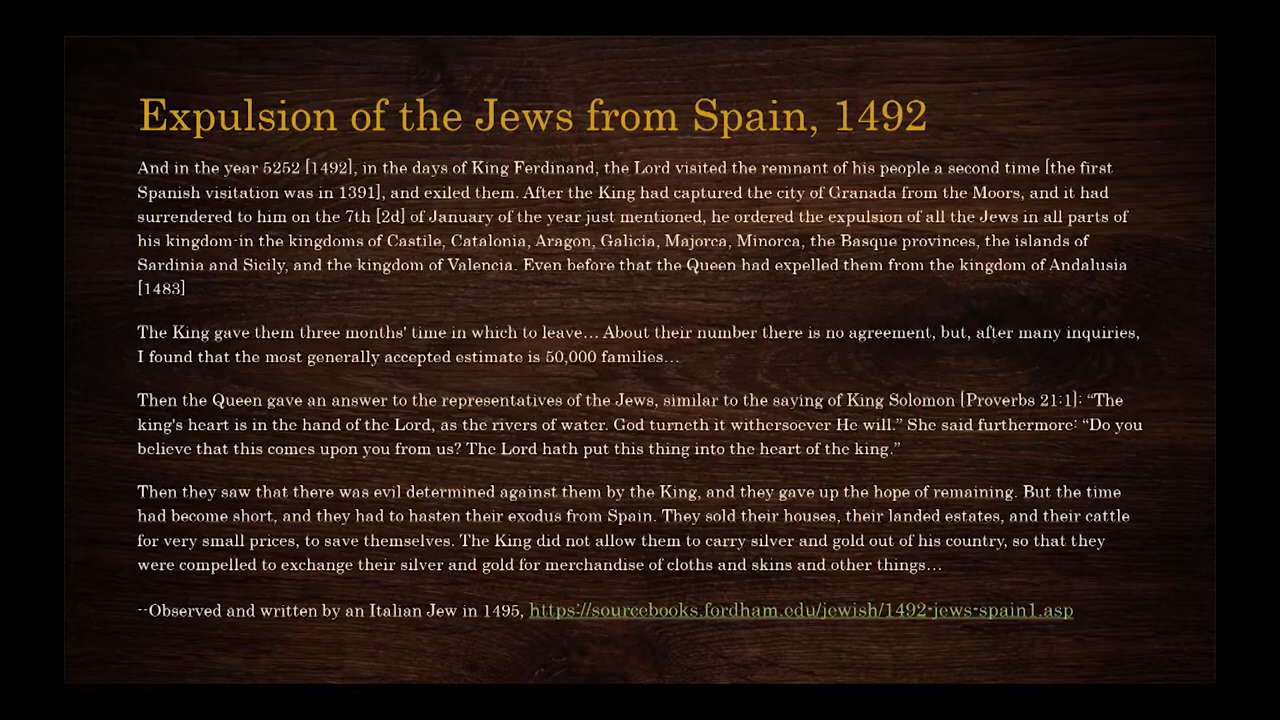 Expulsion of the Jews from Spain, 1492
And in the year 5252 [1492], in the days of King Ferdinand, the Lord visited the remnant of his people a second time [the first
Spanish visitation was in 1391], and exiled them. After the King had captured the city of Granada from the Moors, and it had
surrendered to him on the 7th [2d] of January of the year just mentioned, he ordered the expulsion of all the Jews in all parts of
his kingdom-in the kingdoms of Castile, Catalonia, Aragon, Galicia, Majorca, Minorca, the Basque provinces, the islands of
Sardinia and Sicily, and the kingdom of Valencia. Even before that the Queen had expelled them from the kingdom of Andalusia
[1483]
The King gave them three months' time in which to leave… About their number there is no agreement, but, after many inquiries,
I found that the most generally accepted estimate is 50,000 families…
Then the Queen gave an answer to the representatives of the Jews, similar to the saying of King Solomon [Proverbs 21:1]: “The
king's heart is in the hand of the Lord, as the rivers of water. God turneth it withersoever He will.” She said furthermore: “Do you
believe that this comes upon you from us? The Lord hath put this thing into the heart of the king.”
Then they saw that there was evil determined against them by the King, and they gave up the hope of remaining. But the time
had become short, and they had to hasten their exodus from Spain. They sold their houses, their landed estates, and their cattle
for very small prices, to save themselves. The King did not allow them to carry silver and gold out of his country, so that they
were compelled to exchange their silver and gold for merchandise of cloths and skins and other things…
--Observed and written by an Italian Jew in 1495, https://sourcebooks.fordham.edu/jewish/1492-jews-spain1.asp